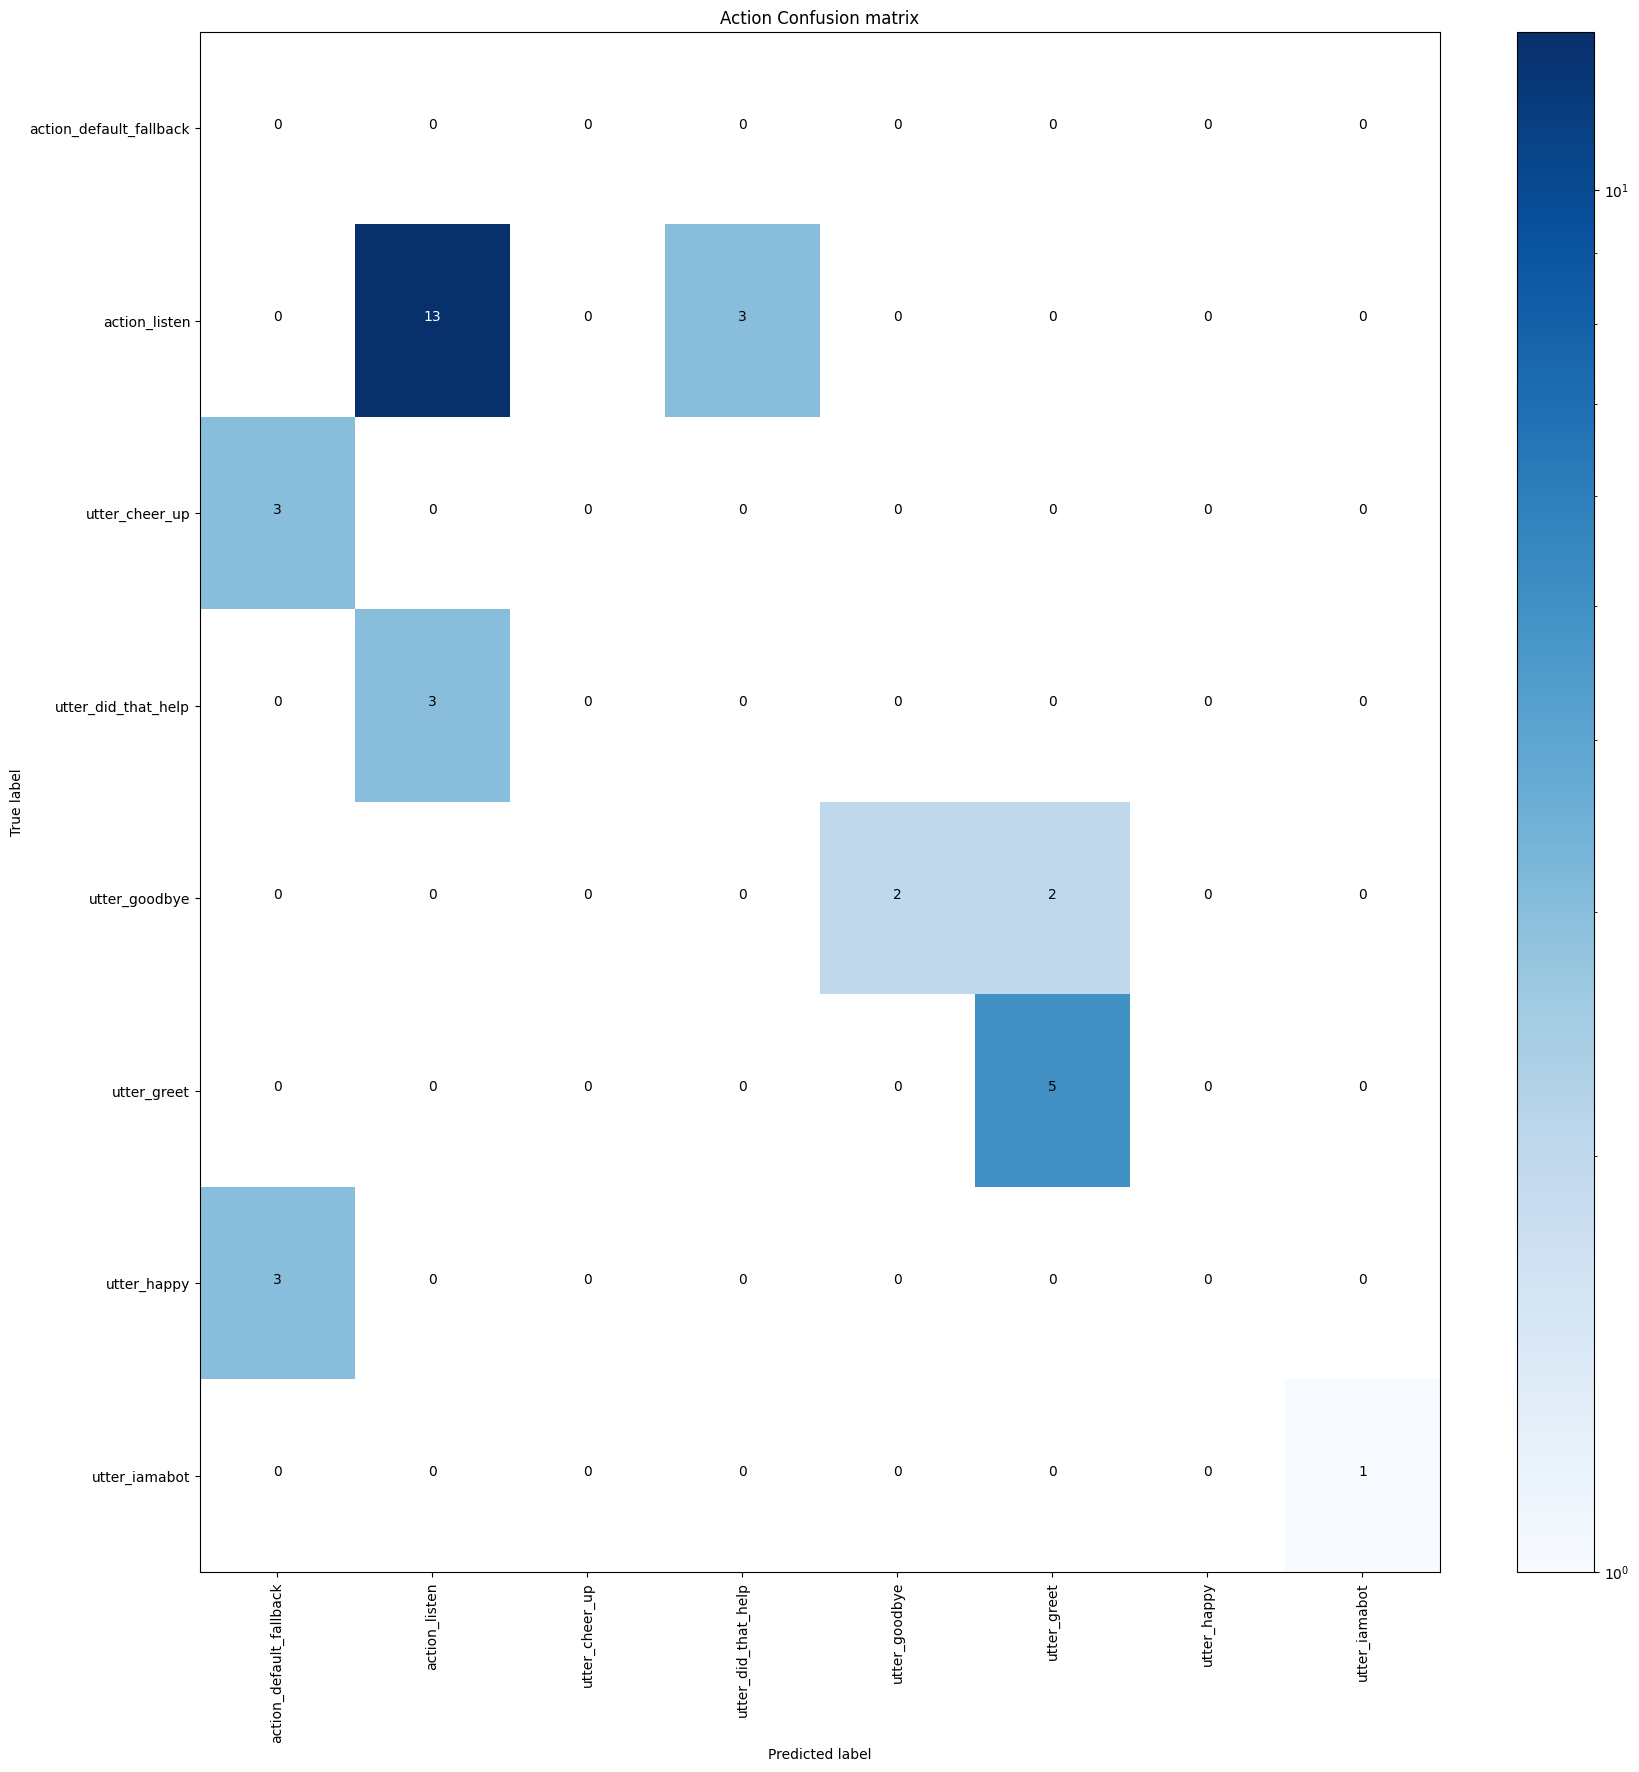 Action Confusion matrix
action_default_fallback 0 0 0 0 0 0 0 0
action_listen 0 13 0 3 0 0 0 0
utter_cheer_up 3 0 0 0 0 0 0 0
utter_did_that_help 0 3 0 0 0 0 0 0
utter_goodbye 0 0 0 0 2 2 0 0
utter_greet 0 0 0 0 0 5 0 0
utter_happy 3 0 0 0 0 0 0 0
utter_iamabot 0 0 0 0 0 0 0 1
True label
action_default_fallback
action_listen
utter_cheer_up
utter_did_that_help
utter_goodbye
utter_greet
utter_happy
utter_iamabot
Predicted label
10¹
10⁰